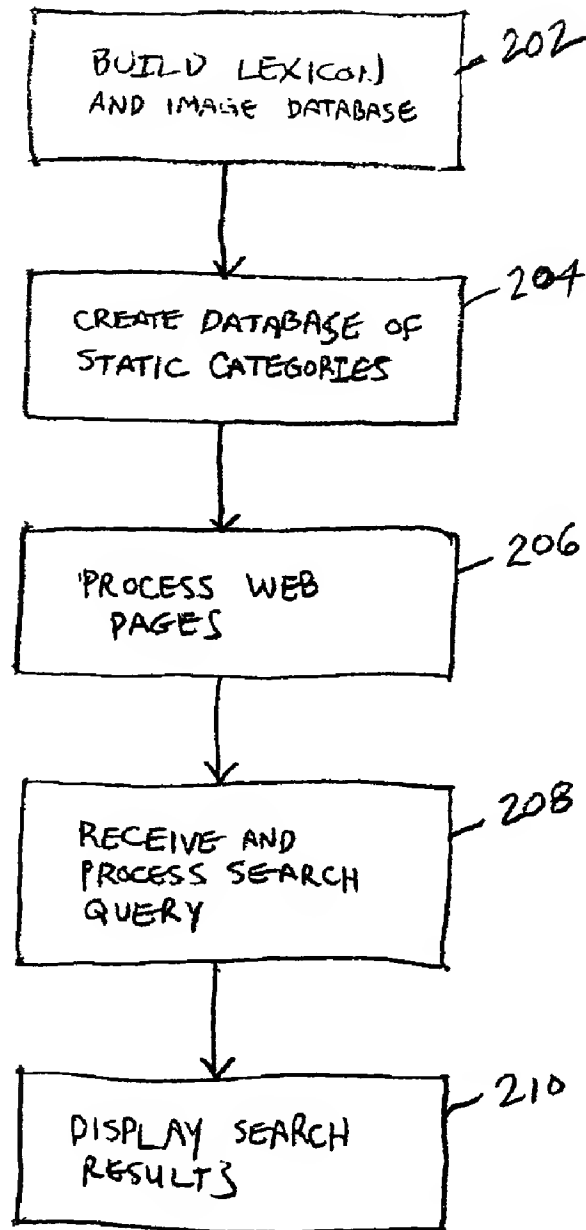 BUILD LEXICON
AND IMAGE DATABASE
202
CREATE DATABASE OF
STATIC CATEGORIES
204
PROCESS WEB
PAGES
206
RECEIVE AND
PROCESS SEARCH
QUERY
208
DISPLAY SEARCH
RESULTS
210